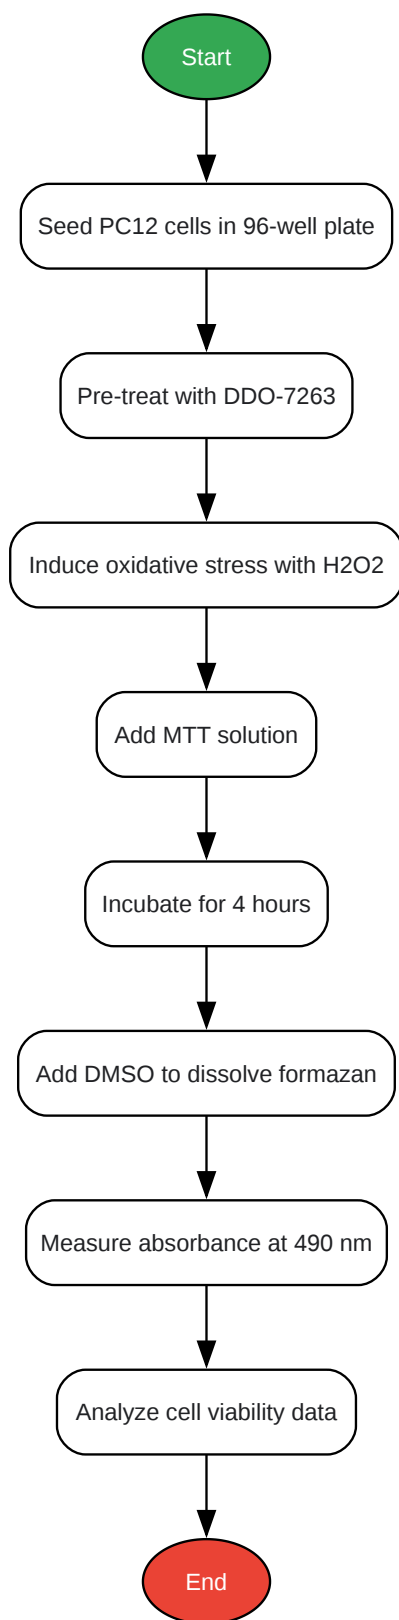 Start
Seed PC12 cells in 96-well plate
Pre-treat with DDO-7263
Induce oxidative stress with H2O2
Add MTT solution
Incubate for 4 hours
Add DMSO to dissolve formazan
Measure absorbance at 490 nm
Analyze cell viability data
End